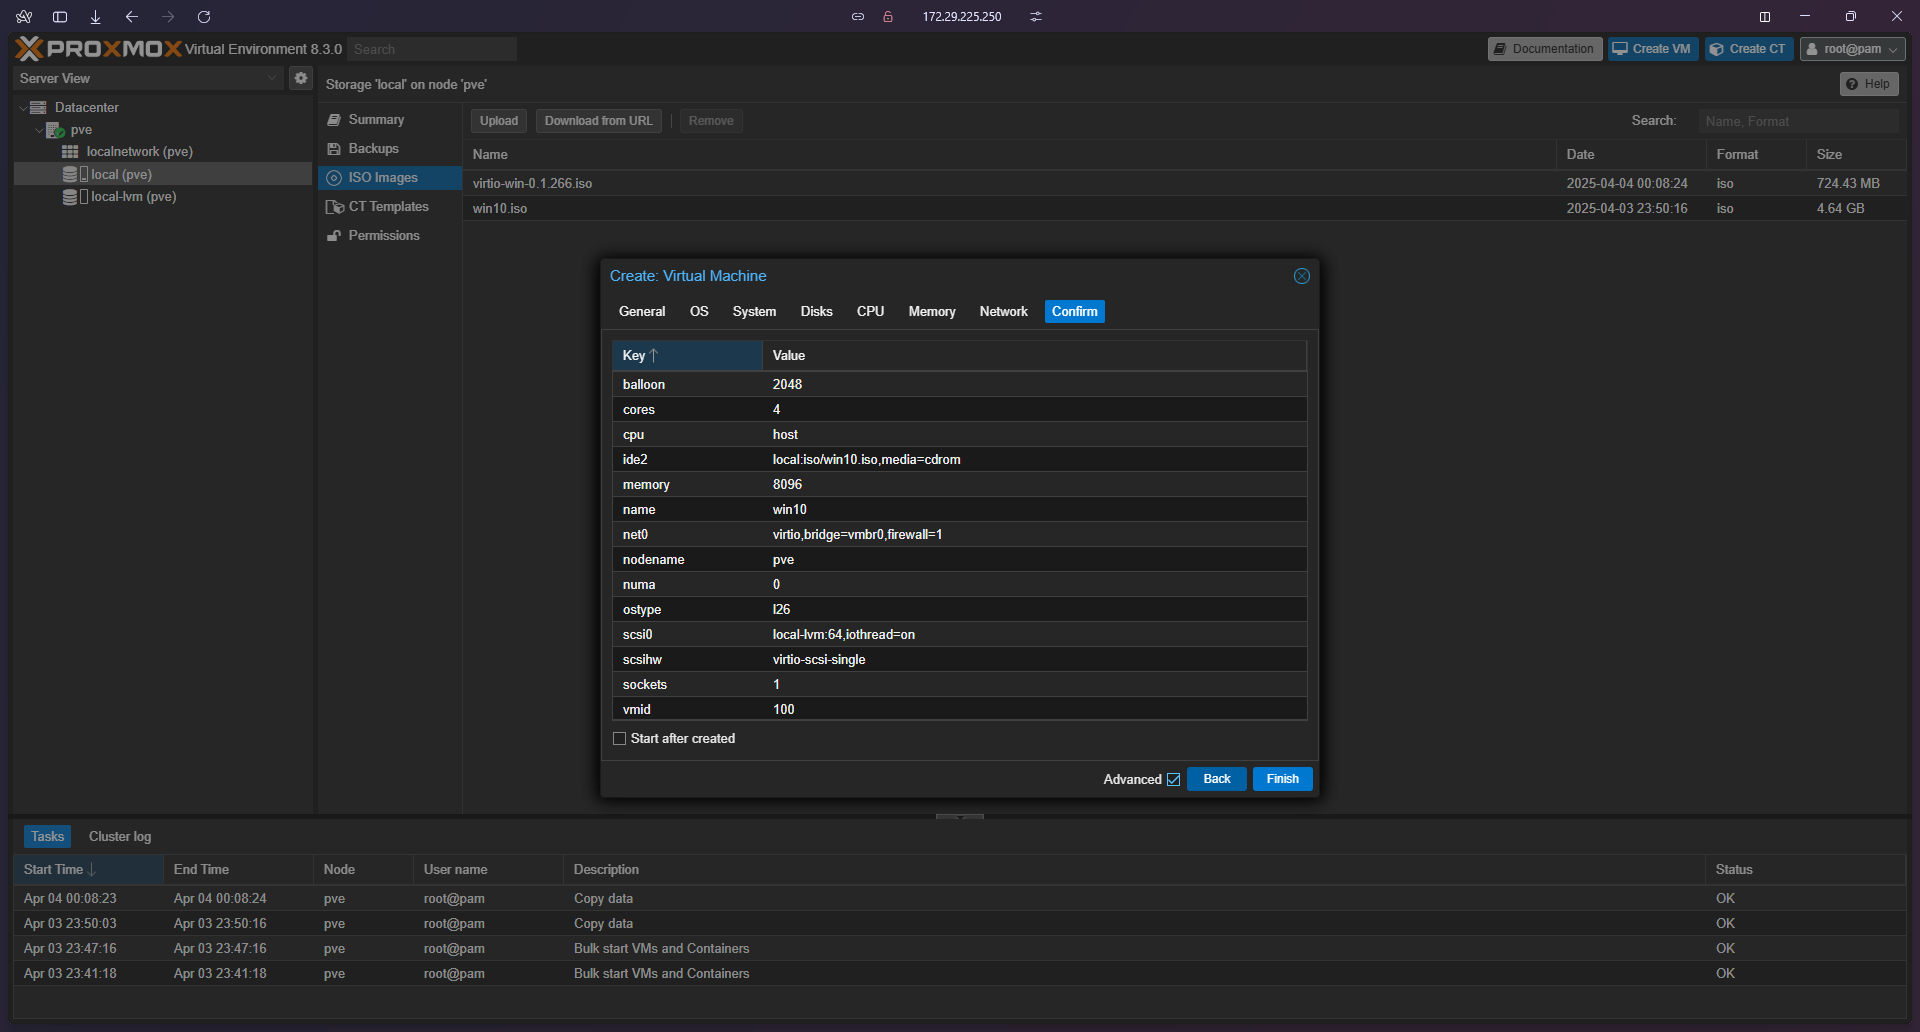 172.29.225.250
PROXMOX Virtual Environment 8.3.0 Search Documentation Create VM Create CT root@pam
Server View
Storage 'local' on node 'pve' Help
Datacenter
pve
localnetwork (pve)
local (pve)
local-lvm (pve)
Summary
Backups
ISO Images
CT Templates
Permissions
Upload Download from URL Remove Search: Name, Format
Name Date Format Size
virtio-win-0.1.266.iso 2025-04-04 00:08:24 iso 724.43 MB
win10.iso 2025-04-03 23:50:16 iso 4.64 GB
Create: Virtual Machine
General OS System Disks CPU Memory Network Confirm
Key Value
balloon 2048
cores 4
cpu host
ide2 local:iso/win10.iso,media=cdrom
memory 8096
name win10
net0 virtio,bridge=vmbr0,firewall=1
nodename pve
numa 0
ostype l26
scsi0 local-lvm:64,iothread=on
scsihw virtio-scsi-single
sockets 1
vmid 100
Start after created
Advanced Back Finish
Tasks Cluster log
Start Time End Time Node User name Description Status
Apr 04 00:08:23 Apr 04 00:08:24 pve root@pam Copy data OK
Apr 03 23:50:03 Apr 03 23:50:16 pve root@pam Copy data OK
Apr 03 23:47:16 Apr 03 23:47:16 pve root@pam Bulk start VMs and Containers OK
Apr 03 23:41:18 Apr 03 23:41:18 pve root@pam Bulk start VMs and Containers OK